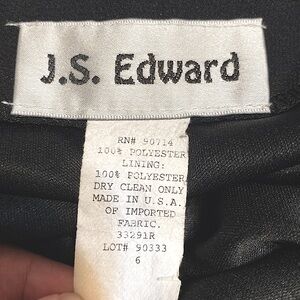 J.S. Edward
RN# 90714
100% POLYESTER
LINING:
100% POLYESTER
DRY CLEAN ONLY
MADE IN U.S.A.
OF IMPORTED
FABRIC.
33291R
LOT# 90333
6